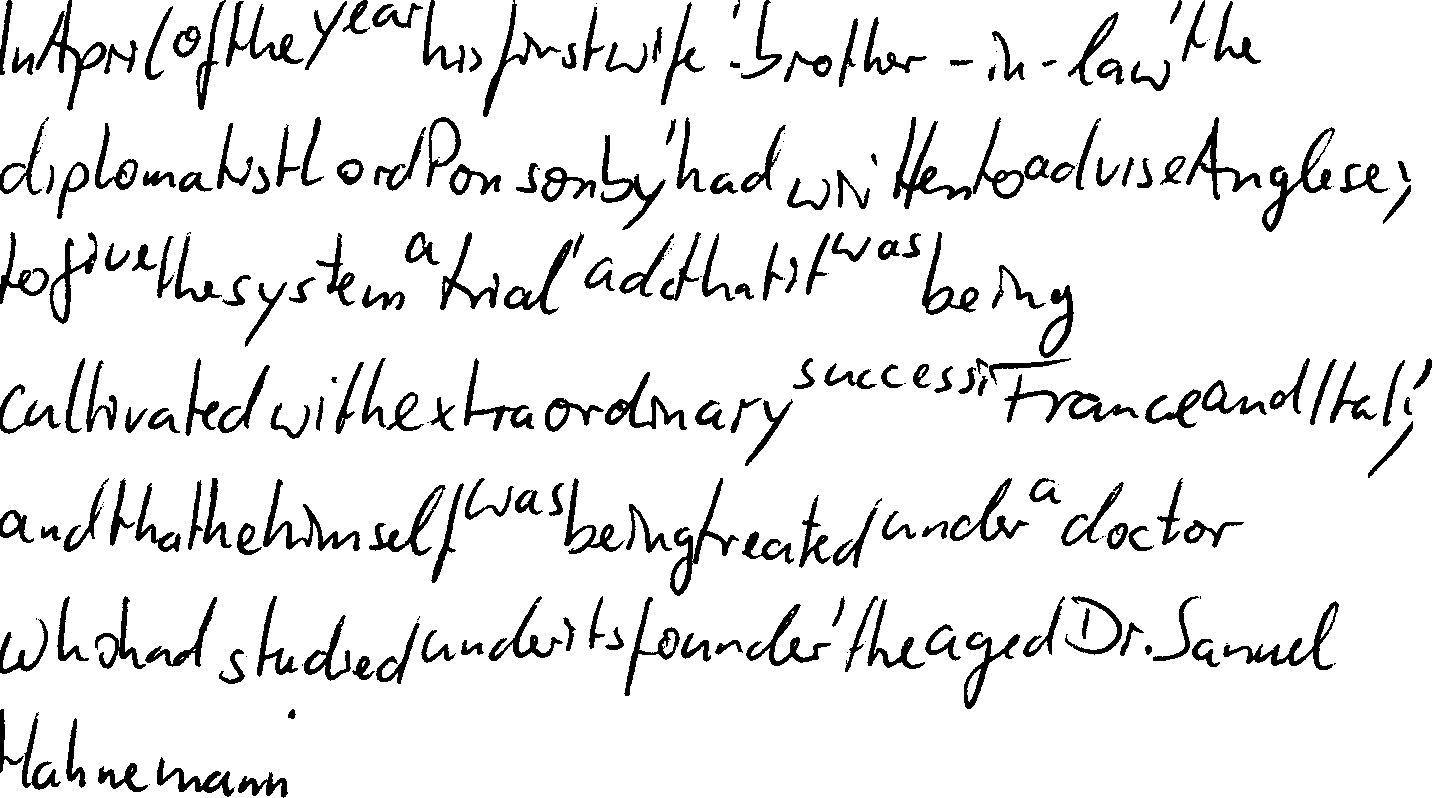 In April of the year his first wife's brother-in-law, the
diplomatist Lord Ponsonby, had written to advise Anglesey
to give the system a trial, add that it was being
cultivated with extraordinary success in France and Italy,
and that he himself was being treated under a doctor
who had studied under its founder, the aged Dr. Samuel
Hahnemann.